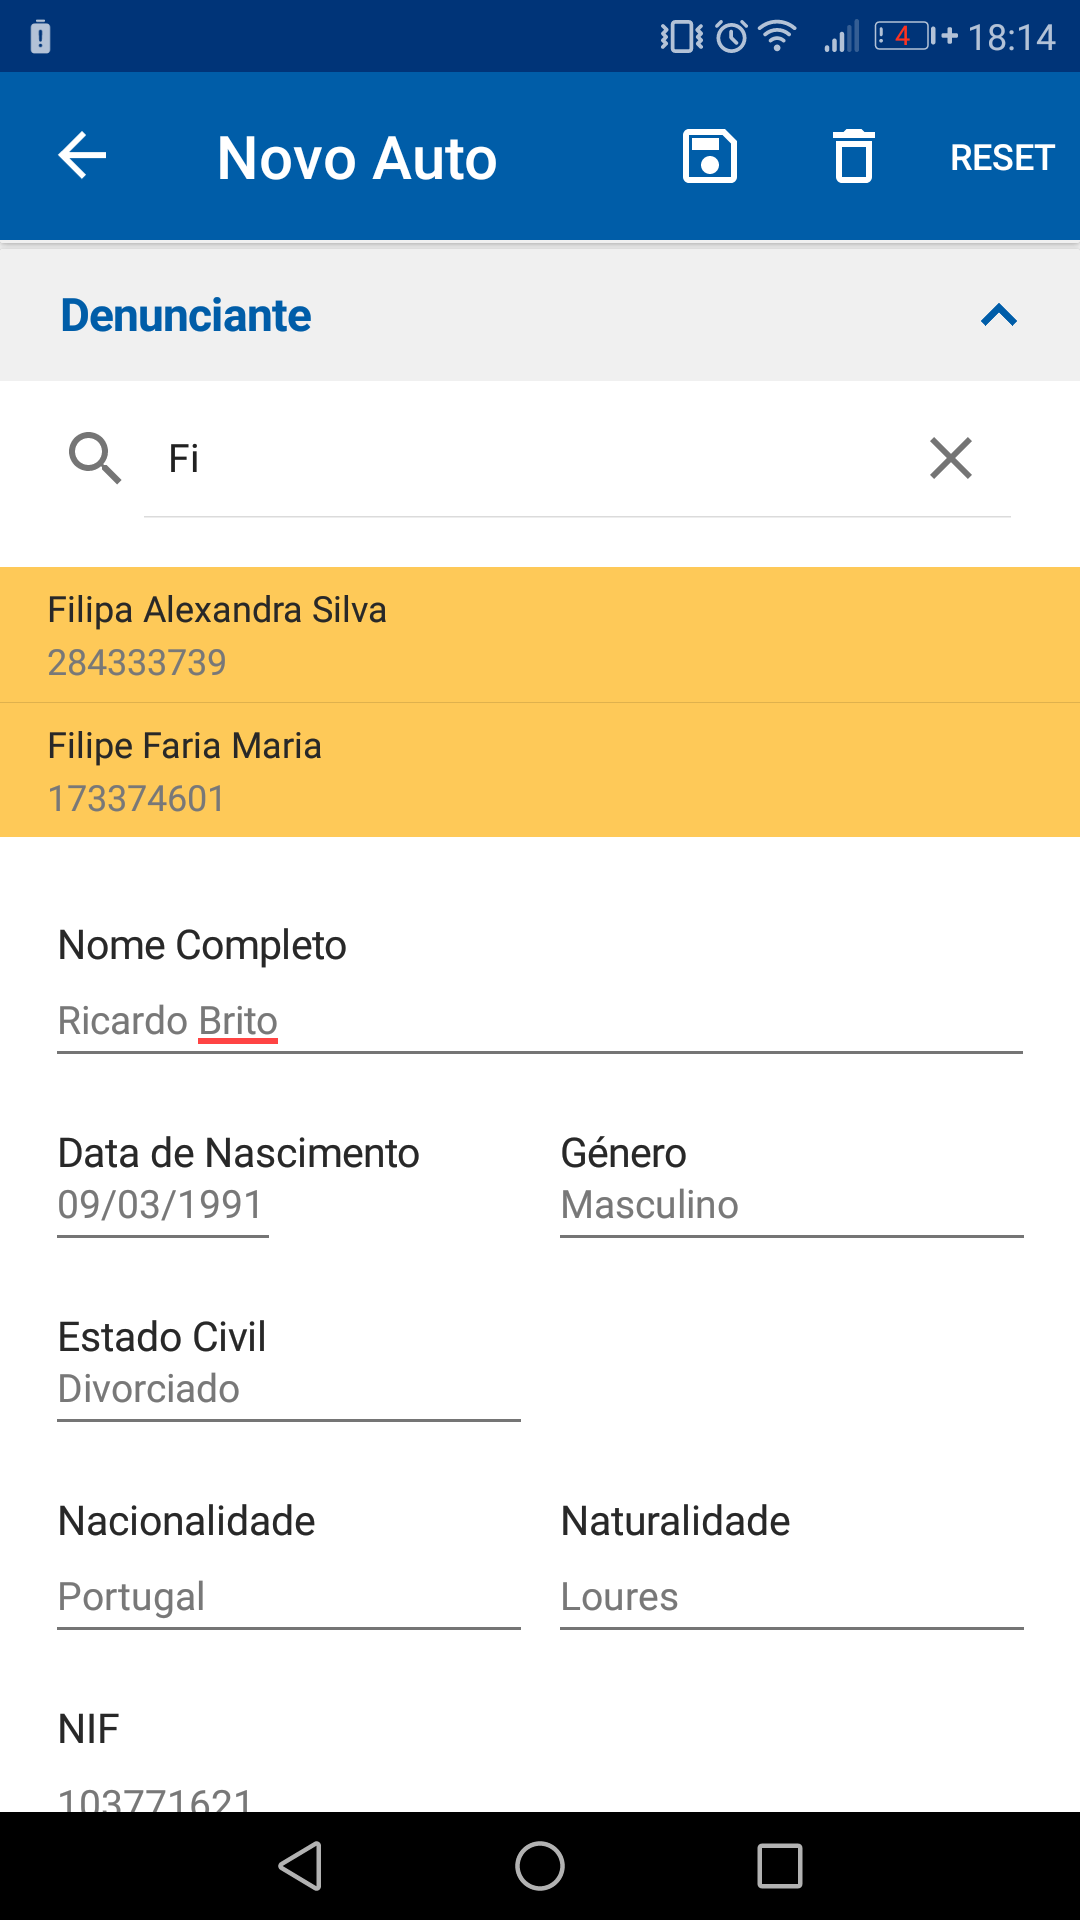 4 18:14
Novo Auto RESET
Denunciante
Fi
Filipa Alexandra Silva
284333739
Filipe Faria Maria
173374601
Nome Completo
Ricardo Brito
Data de Nascimento Género
09/03/1991 Masculino
Estado Civil
Divorciado
Nacionalidade Naturalidade
Portugal Loures
NIF
103771621